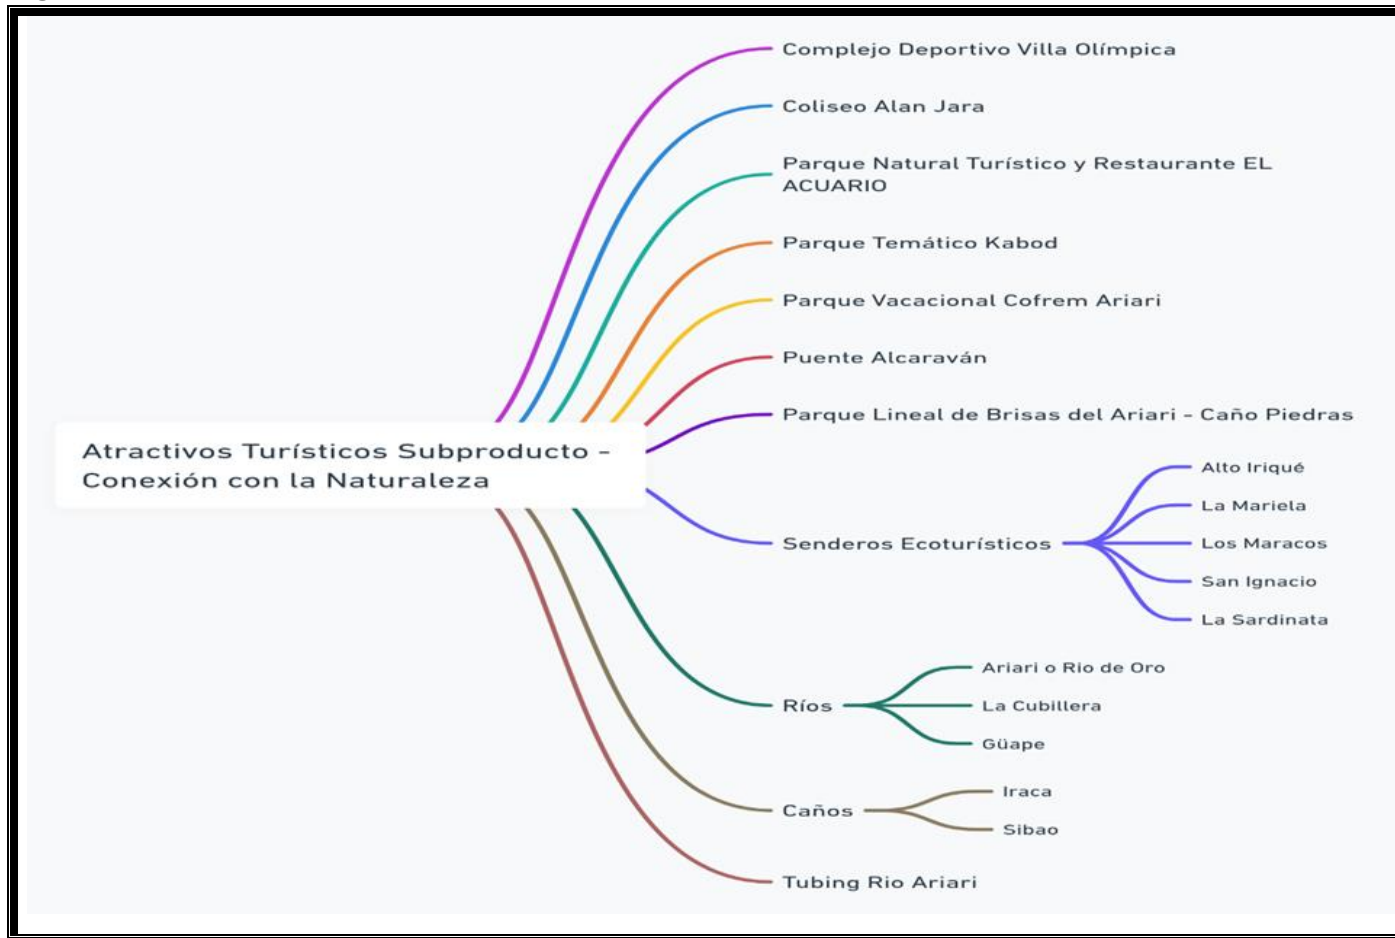 Complejo Deportivo Villa Olímpica
Coliseo Alan Jara
Parque Natural Turístico y Restaurante EL
ACUARIO
Parque Temático Kabod
Parque Vacacional Cofrem Ariari
Puente Alcaraván
Parque Lineal de Brisas del Ariari - Caño Piedras
Atractivos Turísticos Subproducto -
Conexión con la Naturaleza
Senderos Ecoturísticos
Alto Iriqué
La Mariela
Los Maracos
San Ignacio
La Sardinata
Ríos
Ariari o Rio de Oro
La Cubillera
Güape
Caños
Iraca
Sibao
Tubing Rio Ariari